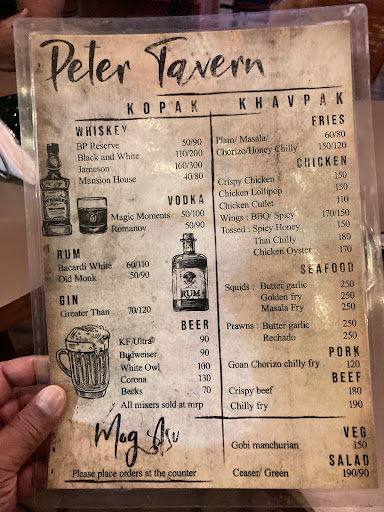 Peter Tavern
KOPAK
WHISKEY
BP Reserve 50/90
Black and White 110/200
Jameson 160/300
Mansion House 40/80
VODKA
Magic Moments 50/100
Romanov 50/90
RUM
Bacardi White 60/110
Old Monk 50/90
RUM
GIN
Greater Than 70/120
BEER
KF Ultra 90
Budweiser 90
White Owl 100
Corona 130
Becks 70
All mixers sold at mrp
Mog Asu
Please place orders at the counter
KHAVPAK
FRIES
Plain/ Masala/ 60/80
Chorizo/Honey Chilly 150/120
CHICKEN
Crispy Chicken 150
Chicken Lolipop 150
Chicken Cutlet 110
Wings : BBQ/ Spicy 170/150
Tossed : Spicy Honey 150
Thai Chilly 180
Chicken Oyster 170
SEAFOOD
Squids : Butter garlic 250
Golden fry 250
Masala Fry 250
Prawns : Butter garlic 250
Rechado 250
PORK
Goan Chorizo chilly fry 120
BEEF
Crispy beef 180
Chilly fry 190
VEG
Gobi manchurian 150
SALAD
Ceaser/ Green 190/90